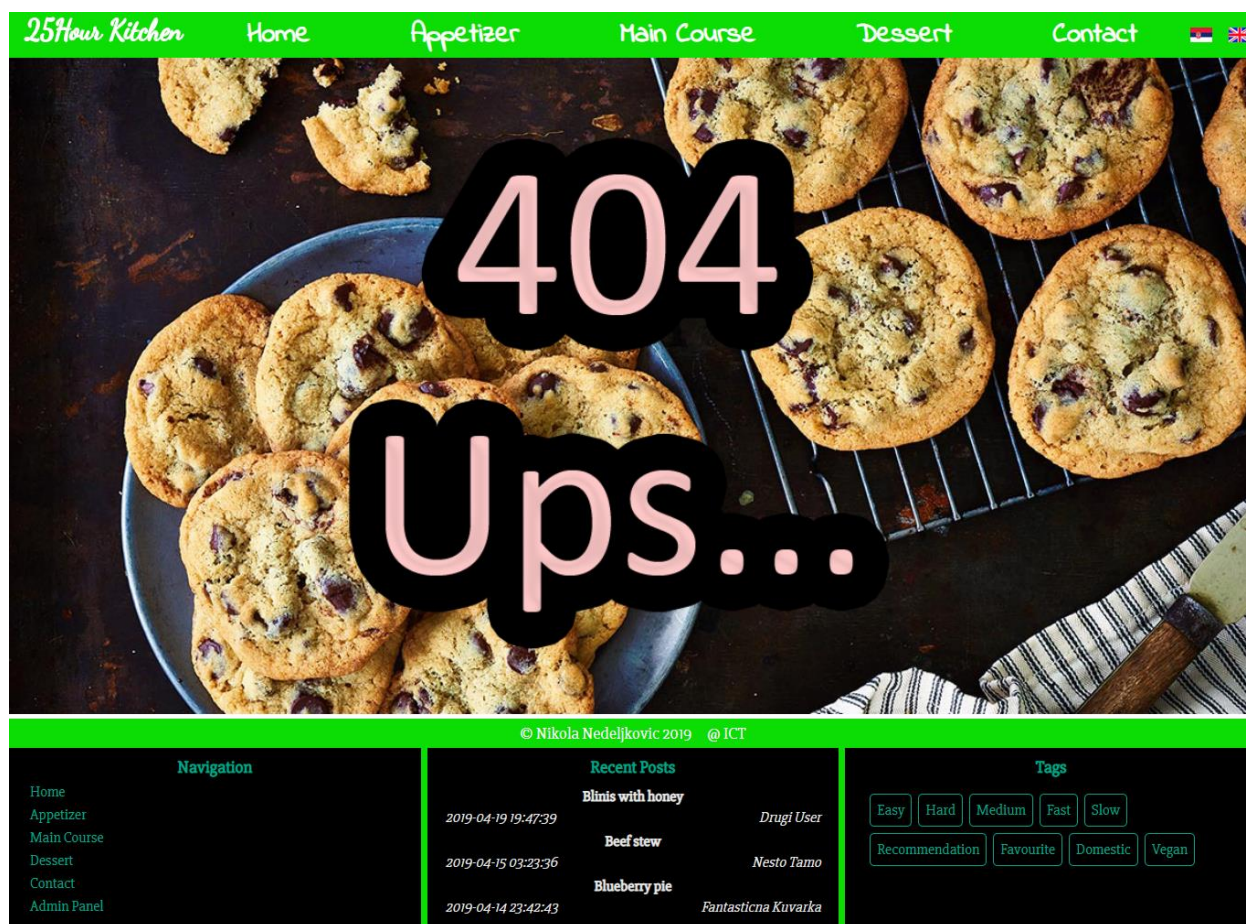 25Hour Kitchen Home Appetizer Main Course Dessert Contact
404
Ups...
© Nikola Nedeljkovic 2019 @ ICT
Navigation
Home
Appetizer
Main Course
Dessert
Contact
Admin Panel
Recent Posts
Blinis with honey
2019-04-19 19:47:39 Drugi User
Beef stew
2019-04-15 03:23:36 Nesto Tamo
Blueberry pie
2019-04-14 23:42:43 Fantasticna Kuvarka
Tags
Easy Hard Medium Fast Slow
Recommendation Favourite Domestic Vegan